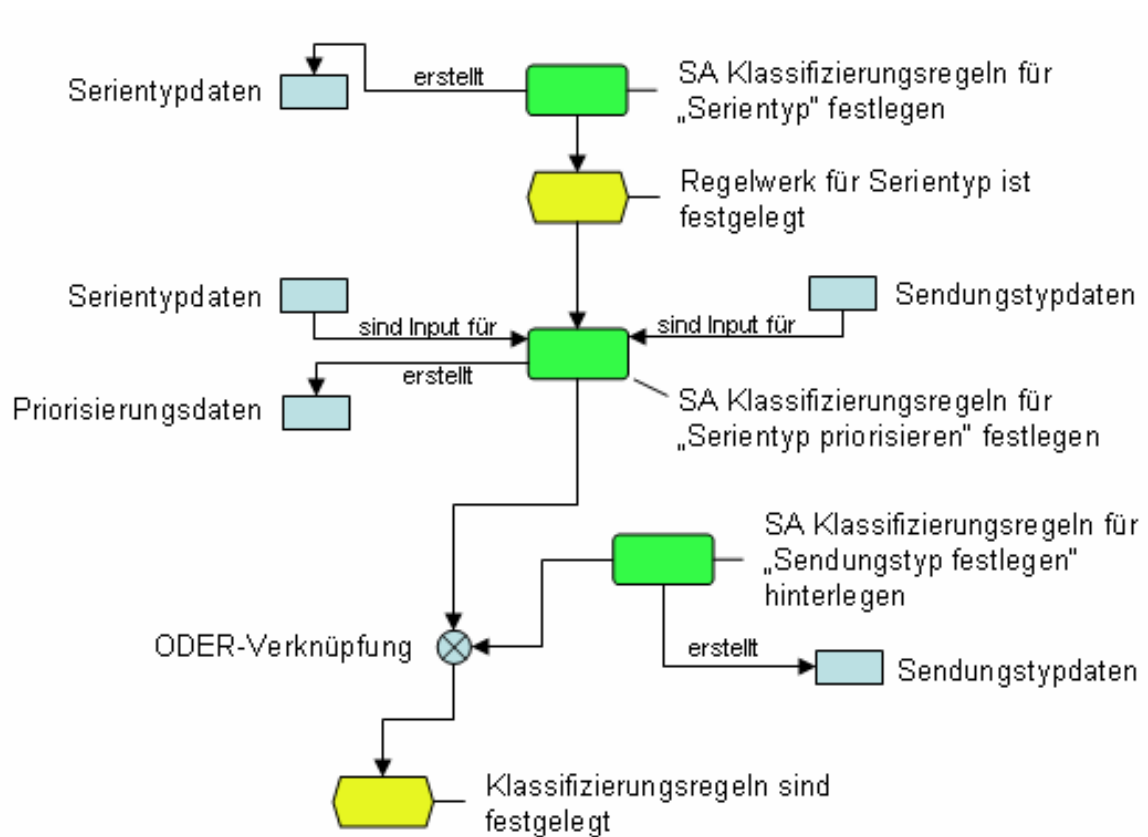 Serientypdaten
erstellt
SA Klassifizierungsregeln für
„Serientyp" festlegen
Regelwerk für Serientyp ist
festgelegt
Serientypdaten
sind Input für
sind Input für
Sendungstypdaten
erstellt
Priorisierungsdaten
SA Klassifizierungsregeln für
„Serientyp priorisieren" festlegen
SA Klassifizierungsregeln für
„Sendungstyp festlegen"
hinterlegen
ODER-Verknüpfung
erstellt
Sendungstypdaten
Klassifizierungsregeln sind
festgelegt